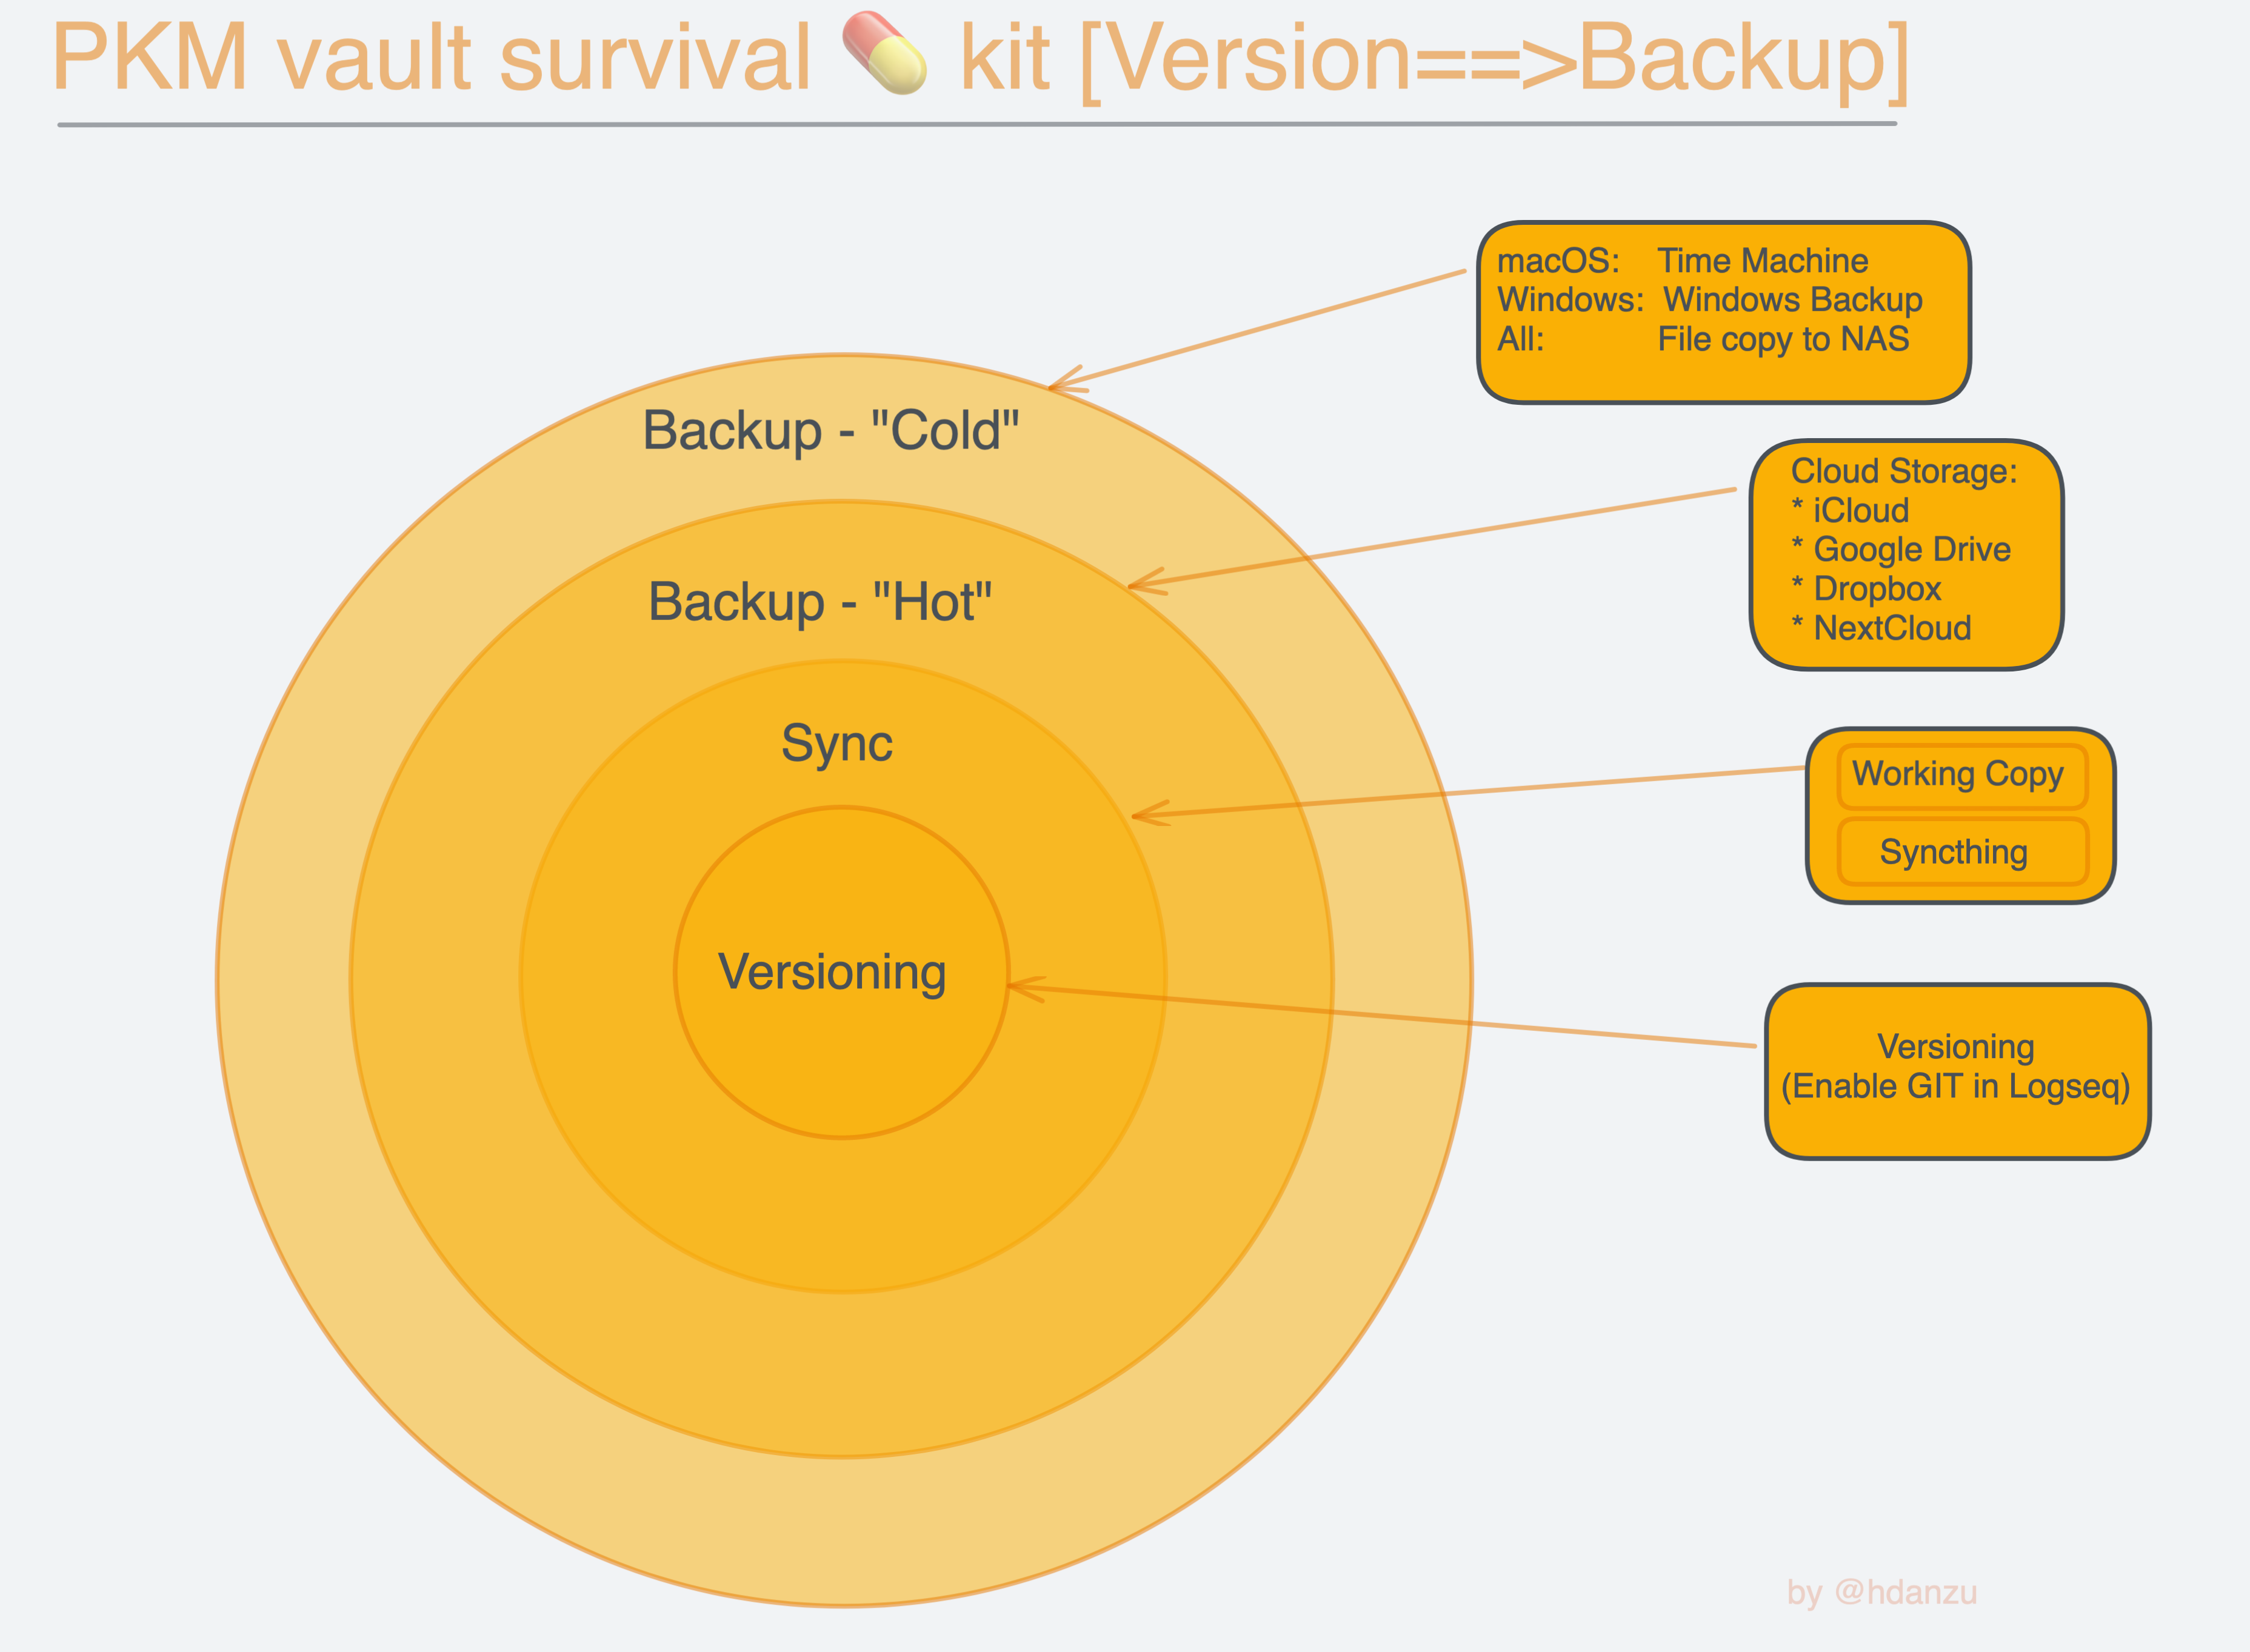 PKM vault survival 💊 kit [Version==>Backup]
macOS: Time Machine
Windows: Windows Backup
All: File copy to NAS
Backup - "Cold"
Cloud Storage:
* iCloud
* Google Drive
* Dropbox
* NextCloud
Backup - "Hot"
Sync
Working Copy
Syncthing
Versioning
Versioning
(Enable GIT in Logseq)
by @hdanzu